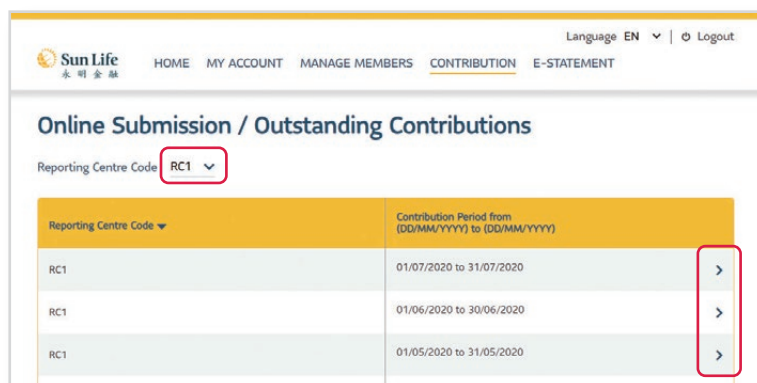 Language EN | Logout
Sun Life
永明金融
HOME MY ACCOUNT MANAGE MEMBERS CONTRIBUTION E-STATEMENT
Online Submission / Outstanding Contributions
Reporting Centre Code RC1
Reporting Centre Code
Contribution Period from
(DD/MM/YYYY) to (DD/MM/YYYY)
RC1 01/07/2020 to 31/07/2020
RC1 01/06/2020 to 30/06/2020
RC1 01/05/2020 to 31/05/2020